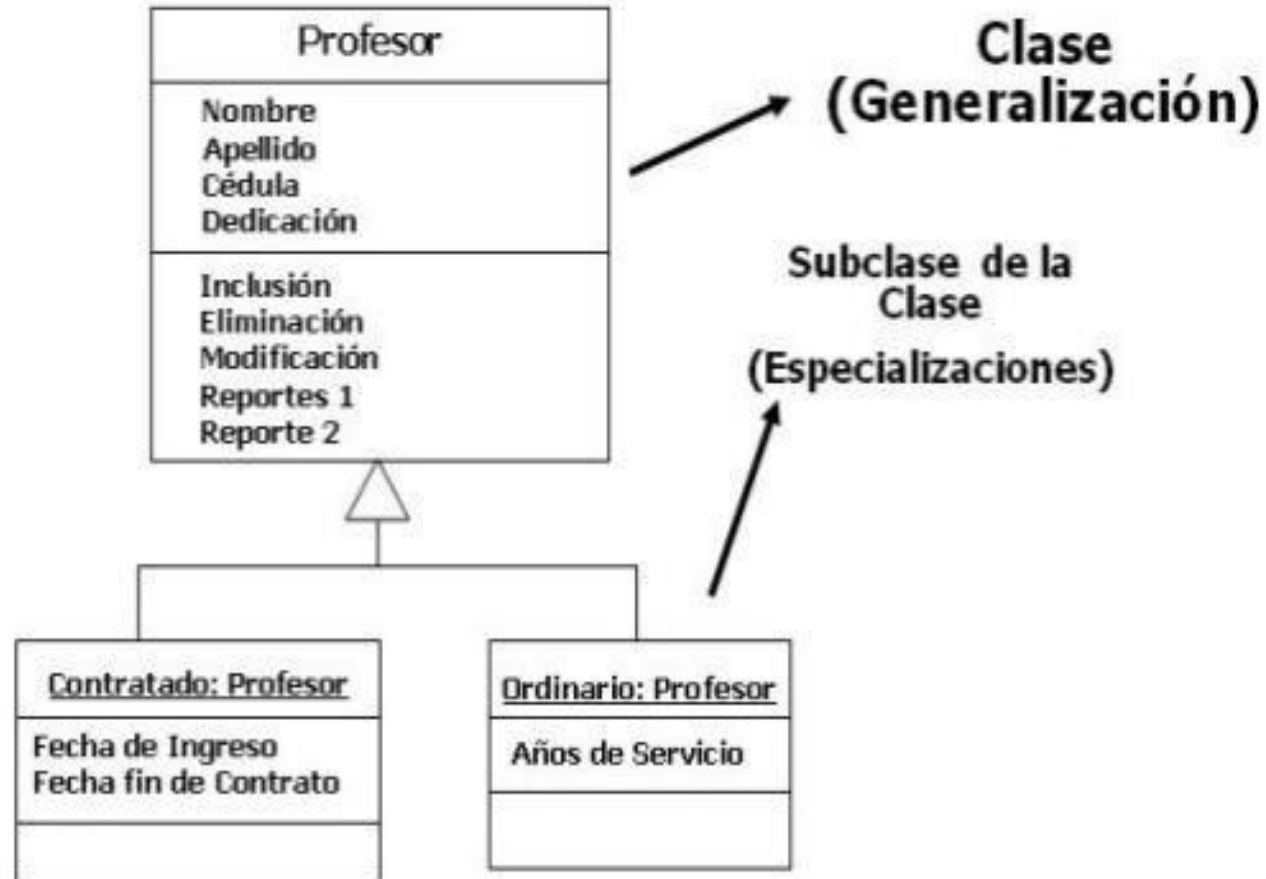 Profesor
Nombre
Apellido
Cédula
Dedicación
Inclusión
Eliminación
Modificación
Reportes 1
Reporte 2
Clase
(Generalización)
Subclase de la
Clase
(Especializaciones)
Contratado: Profesor
Fecha de Ingreso
Fecha fin de Contrato
Ordinario: Profesor
Años de Servicio